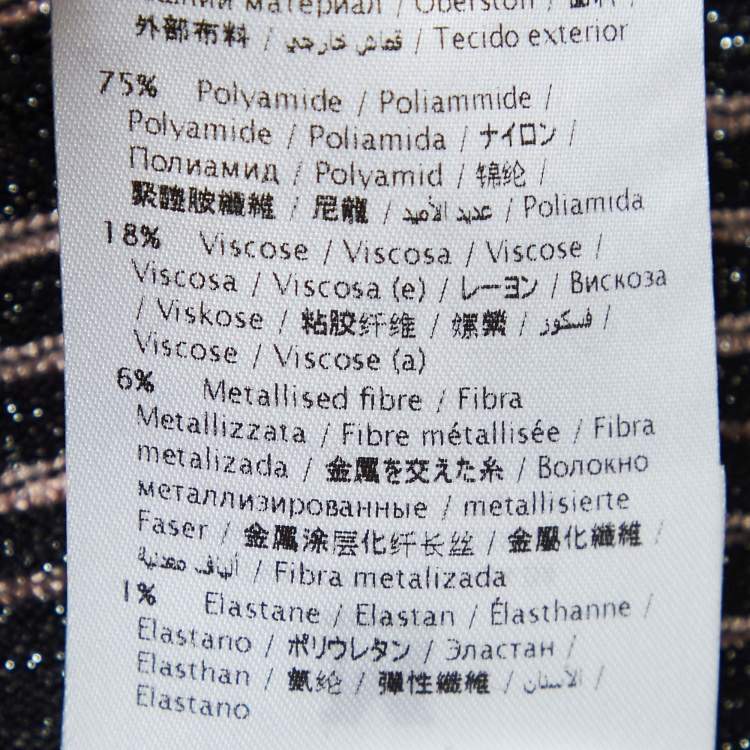 материал / Oberstoff /
外部布料 / قماش خارجي / Tecido exterior
75% Polyamide / Poliammide /
Polyamide / Poliamida / ナイロン /
Полиамид / Polyamid / 锦纶 /
聚醯胺纖維 / 尼龍 / عديد الأميد / Poliamida
18% Viscose / Viscosa / Viscose /
Viscosa / Viscosa (e) / レーヨン / Вискоза
/ Viskose / 粘胶纤维 / 嫘縈 / فسكوز /
Viscose / Viscose (a)
6% Metallised fibre / Fibra
Metallizzata / Fibre métallisée / Fibra
metalizada / 金属を交えた糸 / Волокно
металлизированные / metallisierte
Faser / 金属涂层化纤长丝 / 金屬化纖維 /
ألياف معدنية / Fibra metalizada
1% Elastane / Elastan / Élasthanne /
Elastano / ポリウレタン / Эластан /
Elasthan / 氨纶 / 彈性纖維 / الأستان /
Elastano